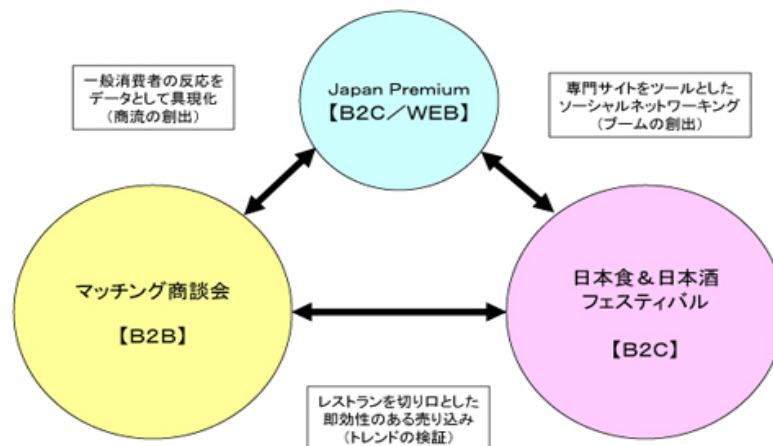 一般消費者の反応を
データとして具現化
（商流の創出）
Japan Premium
【B2C／WEB】
専門サイトをツールとした
ソーシャルネットワーキング
（ブームの創出）
マッチング商談会
【B2B】
日本食＆日本酒
フェスティバル
【B2C】
レストランを切り口とした
即効性のある売り込み
（トレンドの検証）